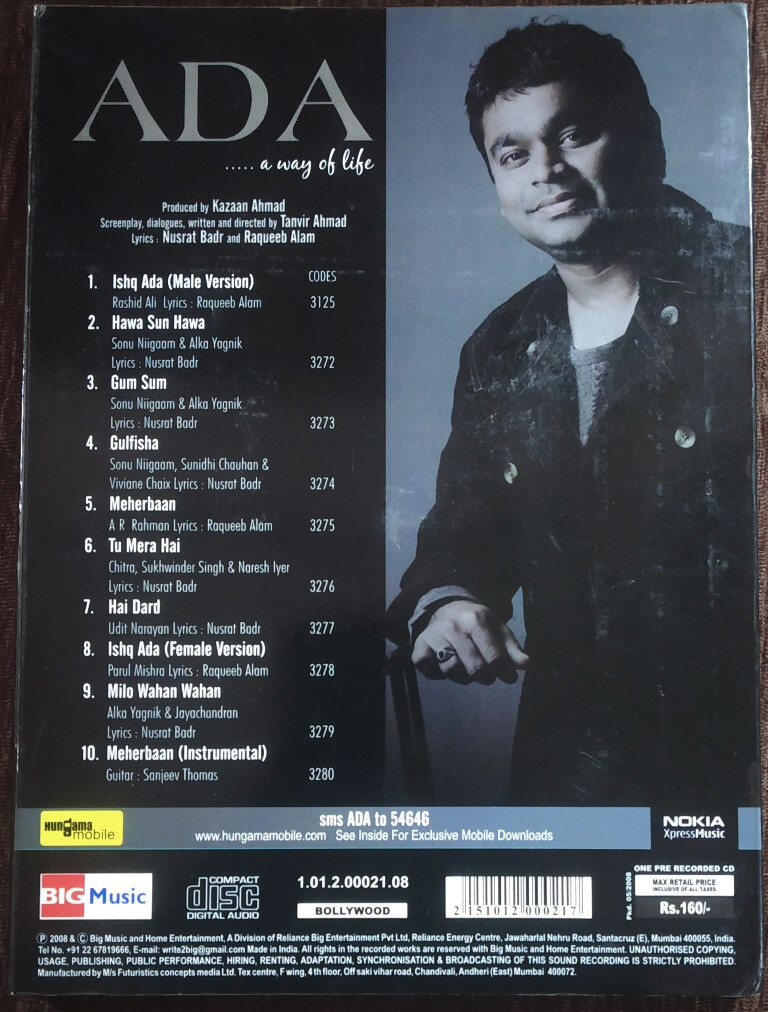 ADA
..... a way of life
Produced by Kazaan Ahmad
Screenplay, dialogues, written and directed by Tanvir Ahmad
Lyrics : Nusrat Badr and Raqueeb Alam
CODES
1. Ishq Ada (Male Version)
Rashid Ali Lyrics : Raqueeb Alam 3125
2. Hawa Sun Hawa
Sonu Niigaam & Alka Yagnik
Lyrics : Nusrat Badr 3272
3. Gum Sum
Sonu Niigaam & Alka Yagnik
Lyrics : Nusrat Badr 3273
4. Gulfisha
Sonu Niigaam, Sunidhi Chauhan &
Viviane Chaix Lyrics : Nusrat Badr 3274
5. Meherbaan
A R Rahman Lyrics : Raqueeb Alam 3275
6. Tu Mera Hai
Chitra, Sukhwinder Singh & Naresh Iyer
Lyrics : Nusrat Badr 3276
7. Hai Dard
Udit Narayan Lyrics : Nusrat Badr 3277
8. Ishq Ada (Female Version)
Parul Mishra Lyrics : Raqueeb Alam 3278
9. Milo Wahan Wahan
Alka Yagnik & Jayachandran
Lyrics : Nusrat Badr 3279
10. Meherbaan (Instrumental)
Guitar : Sanjeev Thomas 3280
Hungama mobile
sms ADA to 54646
www.hungamamobile.com See Inside For Exclusive Mobile Downloads
NOKIA
XpressMusic
BIG Music
COMPACT
disc
DIGITAL AUDIO
1.01.2.00021.08
BOLLYWOOD
2 151012 000217
Pkd. 05/2008
ONE PRE RECORDED CD
MAX RETAIL PRICE
INCLUSIVE OF ALL TAXES
Rs.160/-
℗ 2008 & © Big Music and Home Entertainment, A Division of Reliance Big Entertainment Pvt Ltd, Reliance Energy Centre, Jawaharlal Nehru Road, Santacruz (E), Mumbai 400055, India.
Tel No. +91 22 67819666, E-mail: write2big@gmail.com Made in India. All rights in the recorded works are reserved with Big Music and Home Entertainment. UNAUTHORISED COPYING,
USAGE, PUBLISHING, PUBLIC PERFORMANCE, HIRING, RENTING, ADAPTATION, SYNCHRONISATION & BROADCASTING OF THIS SOUND RECORDING IS STRICTLY PROHIBITED.
Manufactured by M/s Futuristics concepts media Ltd. Tex centre, F wing, 4 th floor, Off saki vihar road, Chandivali, Andheri (East) Mumbai 400072.